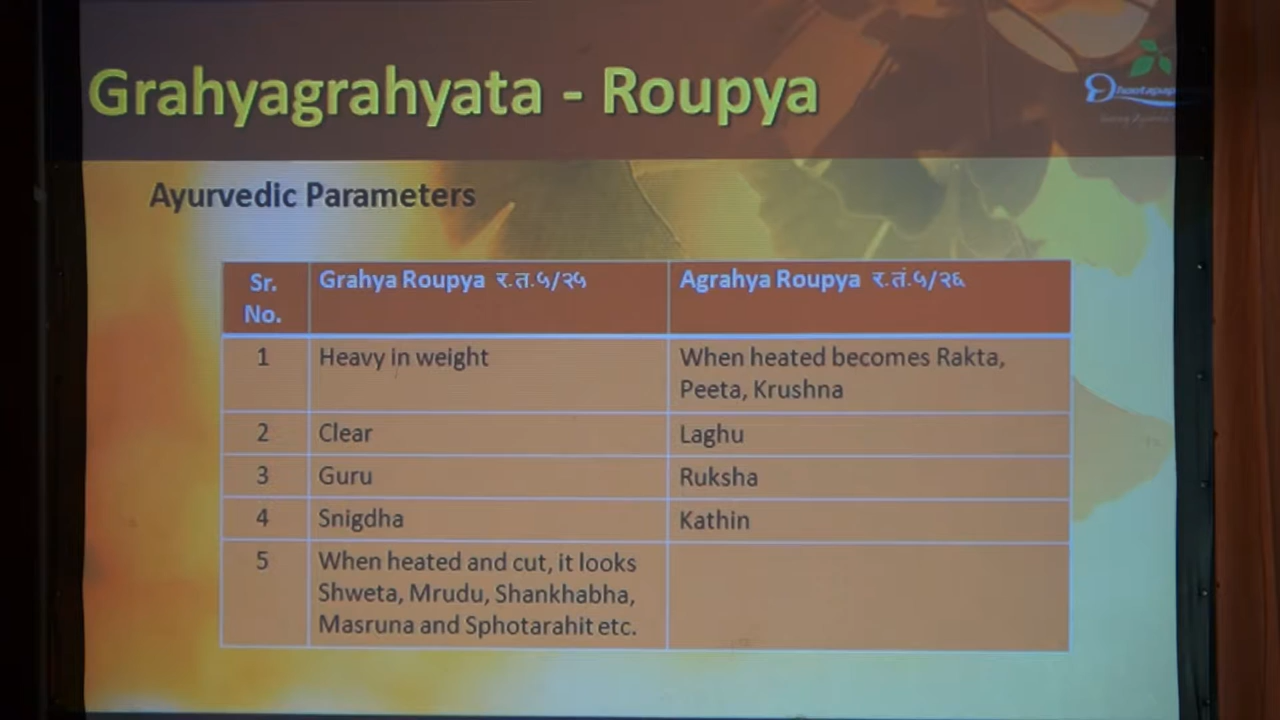 Grahyagrahyata - Roupya
Ayurvedic Parameters
Sr. No.
Grahya Roupya र.त.५/२५
Agrahya Roupya र.तं.५/२६
1
Heavy in weight
When heated becomes Rakta,
Peeta, Krushna
2
Clear
Laghu
3
Guru
Ruksha
4
Snigdha
Kathin
5
When heated and cut, it looks
Shweta, Mrudu, Shankhabha,
Masruna and Sphotarahit etc.